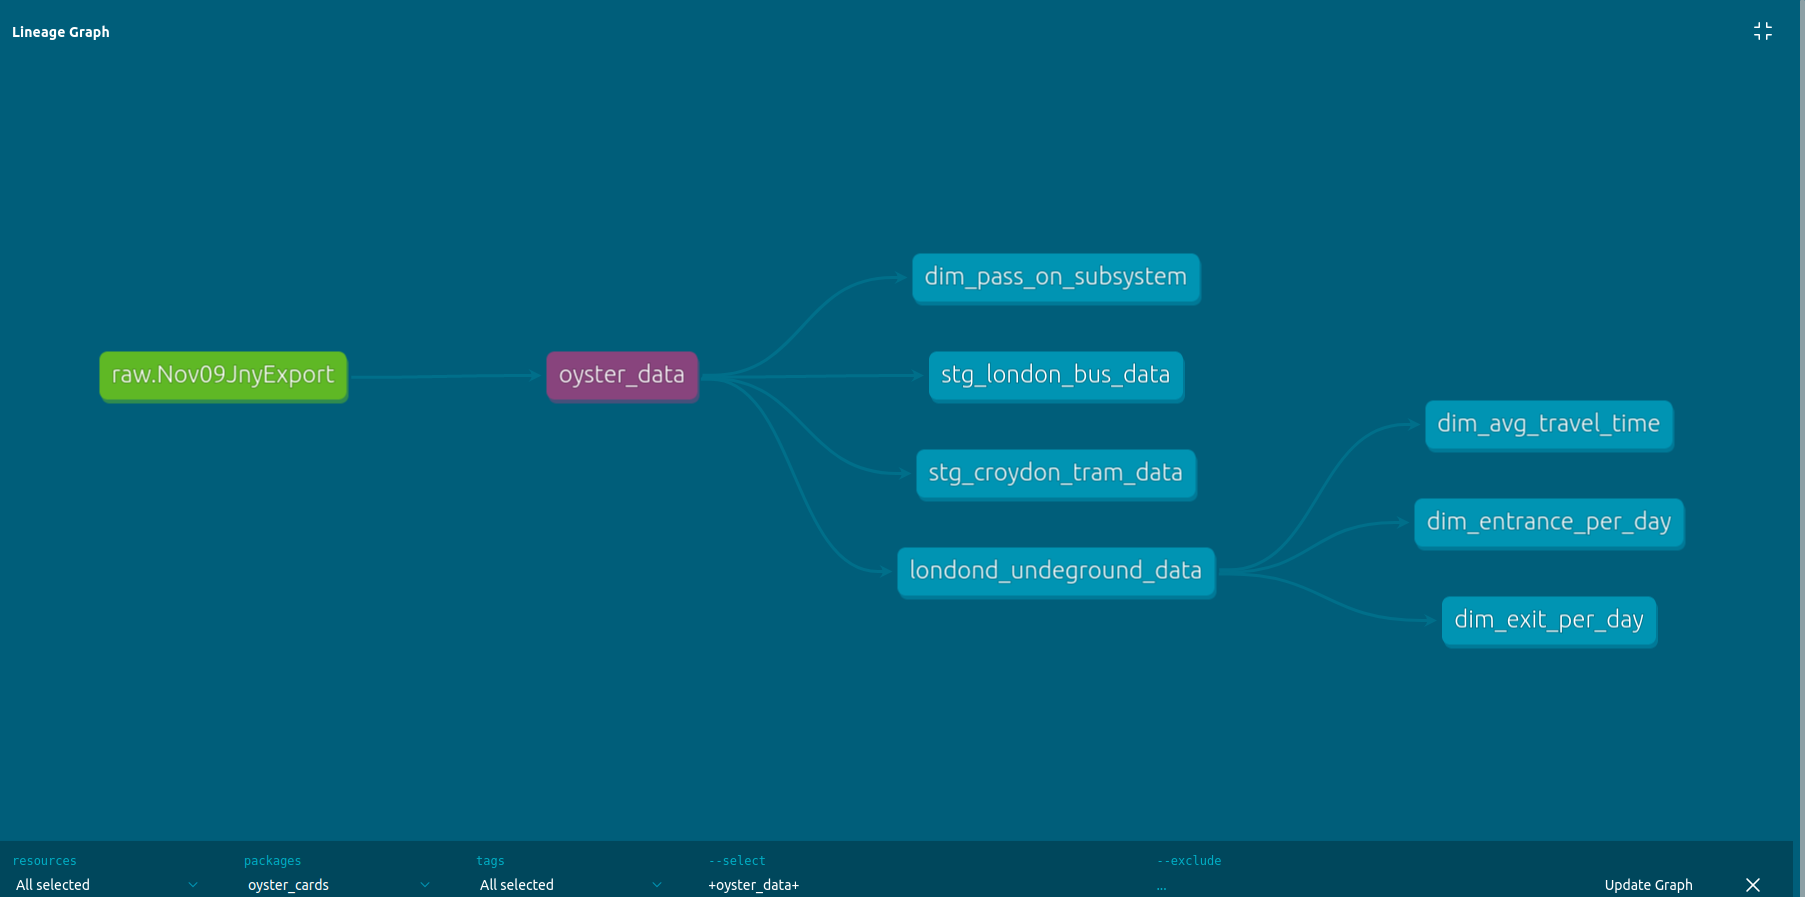 Lineage Graph
dim_pass_on_subsystem
raw.Nov09JnyExport
oyster_data
stg_london_bus_data
dim_avg_travel_time
stg_croydon_tram_data
dim_entrance_per_day
londond_undeground_data
dim_exit_per_day
resources
packages
tags
--select
--exclude
All selected
oyster_cards
All selected
+oyster_data+
...
Update Graph